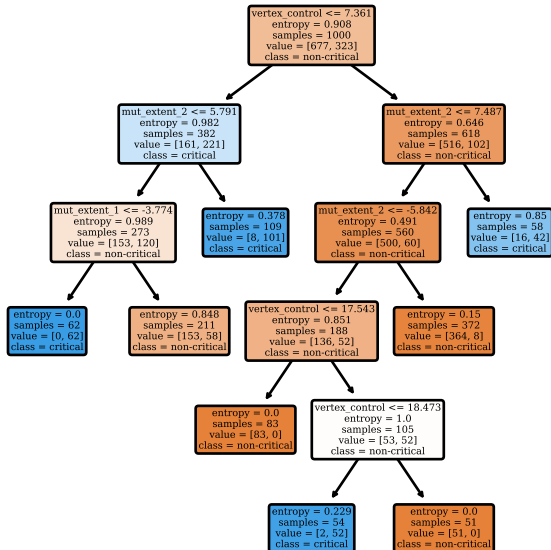 vertex_control <= 7.361
entropy = 0.908
samples = 1000
value = [677, 323]
class = non-critical
mut_extent_2 <= 5.791
entropy = 0.982
samples = 382
value = [161, 221]
class = critical
mut_extent_2 <= 7.487
entropy = 0.646
samples = 618
value = [516, 102]
class = non-critical
mut_extent_1 <= -3.774
entropy = 0.989
samples = 273
value = [153, 120]
class = non-critical
entropy = 0.378
samples = 109
value = [8, 101]
class = critical
mut_extent_2 <= -5.842
entropy = 0.491
samples = 560
value = [500, 60]
class = non-critical
entropy = 0.85
samples = 58
value = [16, 42]
class = critical
entropy = 0.0
samples = 62
value = [0, 62]
class = critical
entropy = 0.848
samples = 211
value = [153, 58]
class = non-critical
vertex_control <= 17.543
entropy = 0.851
samples = 188
value = [136, 52]
class = non-critical
entropy = 0.15
samples = 372
value = [364, 8]
class = non-critical
entropy = 0.0
samples = 83
value = [83, 0]
class = non-critical
vertex_control <= 18.473
entropy = 1.0
samples = 105
value = [53, 52]
class = non-critical
entropy = 0.229
samples = 54
value = [2, 52]
class = critical
entropy = 0.0
samples = 51
value = [51, 0]
class = non-critical